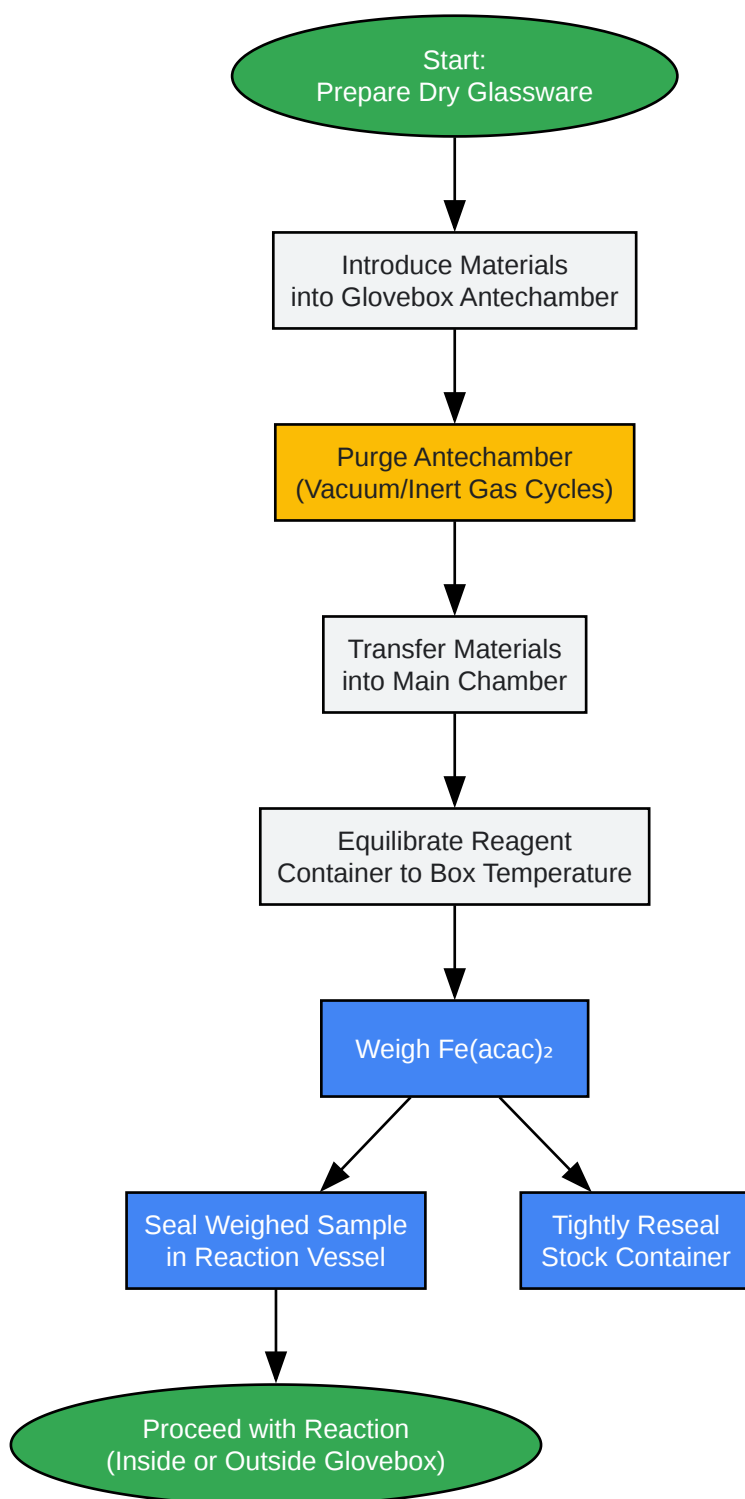 Start:
Prepare Dry Glassware
Introduce Materials
into Glovebox Antechamber
Purge Antechamber
(Vacuum/Inert Gas Cycles)
Transfer Materials
into Main Chamber
Equilibrate Reagent
Container to Box Temperature
Weigh Fe(acac)₂
Seal Weighed Sample
in Reaction Vessel
Tightly Reseal
Stock Container
Proceed with Reaction
(Inside or Outside Glovebox)